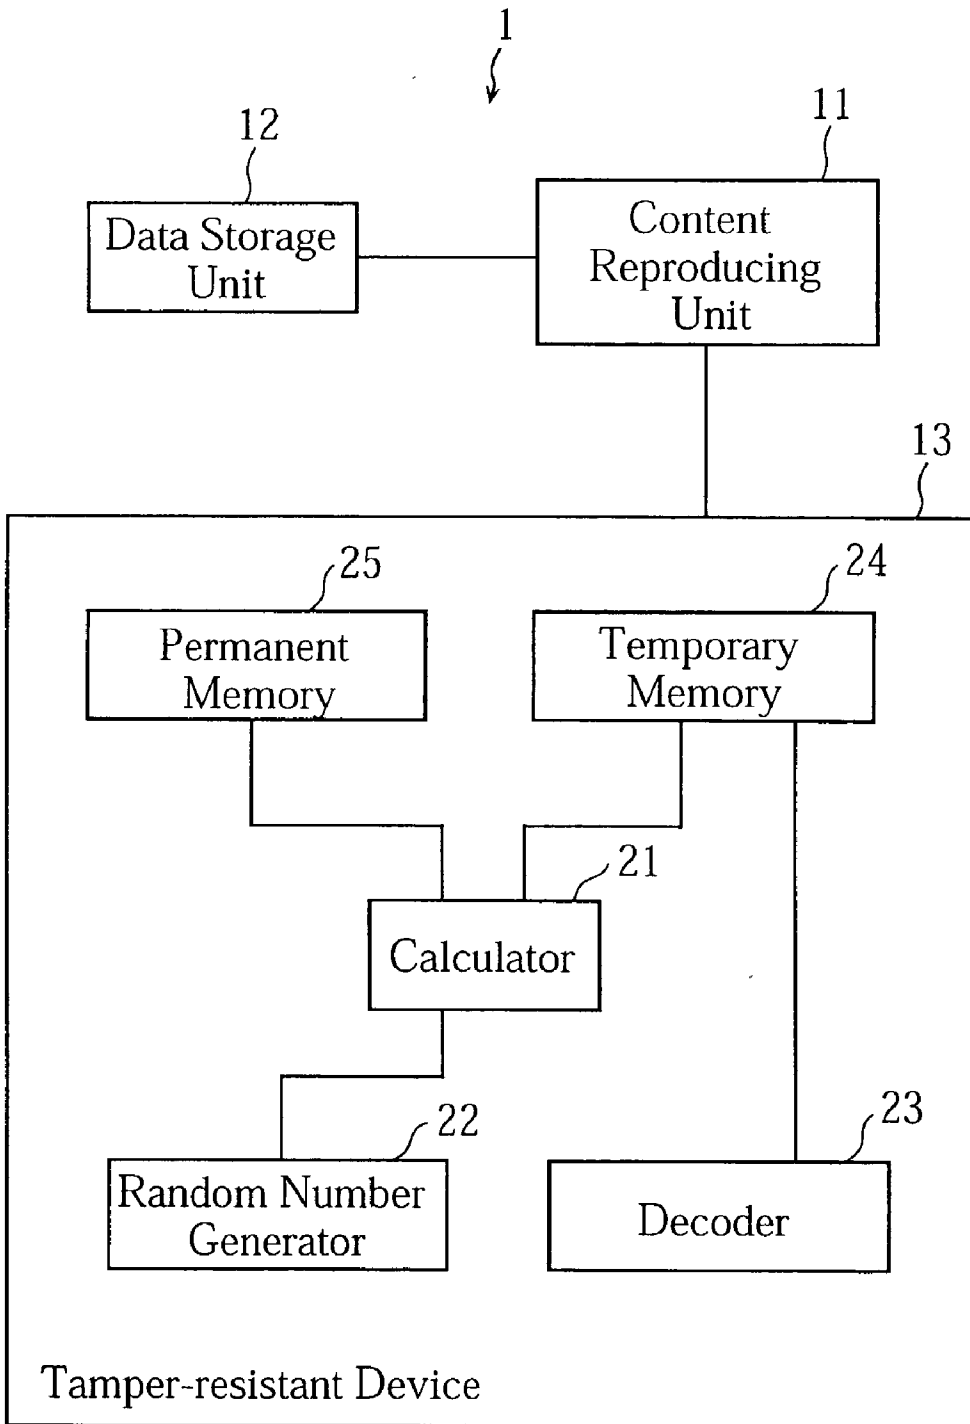 1
12
11
Data Storage
Unit
Content
Reproducing
Unit
13
25
24
Permanent
Memory
Temporary
Memory
21
Calculator
22
23
Random Number
Generator
Decoder
Tamper-resistant Device